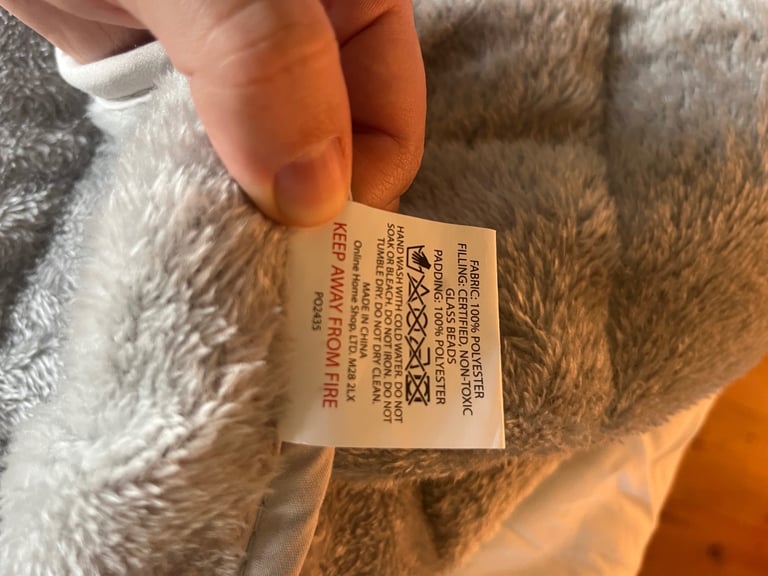 FABRIC: 100% POLYESTER
FILLING: CERTIFIED, NON-TOXIC
GLASS BEADS
PADDING: 100% POLYESTER
HAND WASH WITH COLD WATER. DO NOT
SOAK OR BLEACH. DO NOT IRON. DO NOT
TUMBLE DRY. DO NOT DRY CLEAN.
MADE IN CHINA
Online Home Shop, LTD. M28 2LX
KEEP AWAY FROM FIRE
PO2435